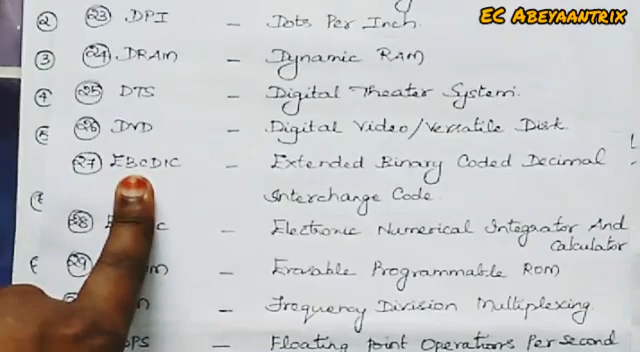 EC ABEYAANTRIX
2 23 DPI - Dots Per Inch
3 24 DRAM - Dynamic RAM
4 25 DTS - Digital Theater System.
5 26 DVD - Digital Video/Versatile Disk.
27 EBCDIC - Extended Binary Coded Decimal
Interchange Code
28 - Electronic Numerical Integrator And
calculator
29 - Erasable Programmable ROM
- Frequency Division Multiplexing.
- Floating Point Operations Per Second